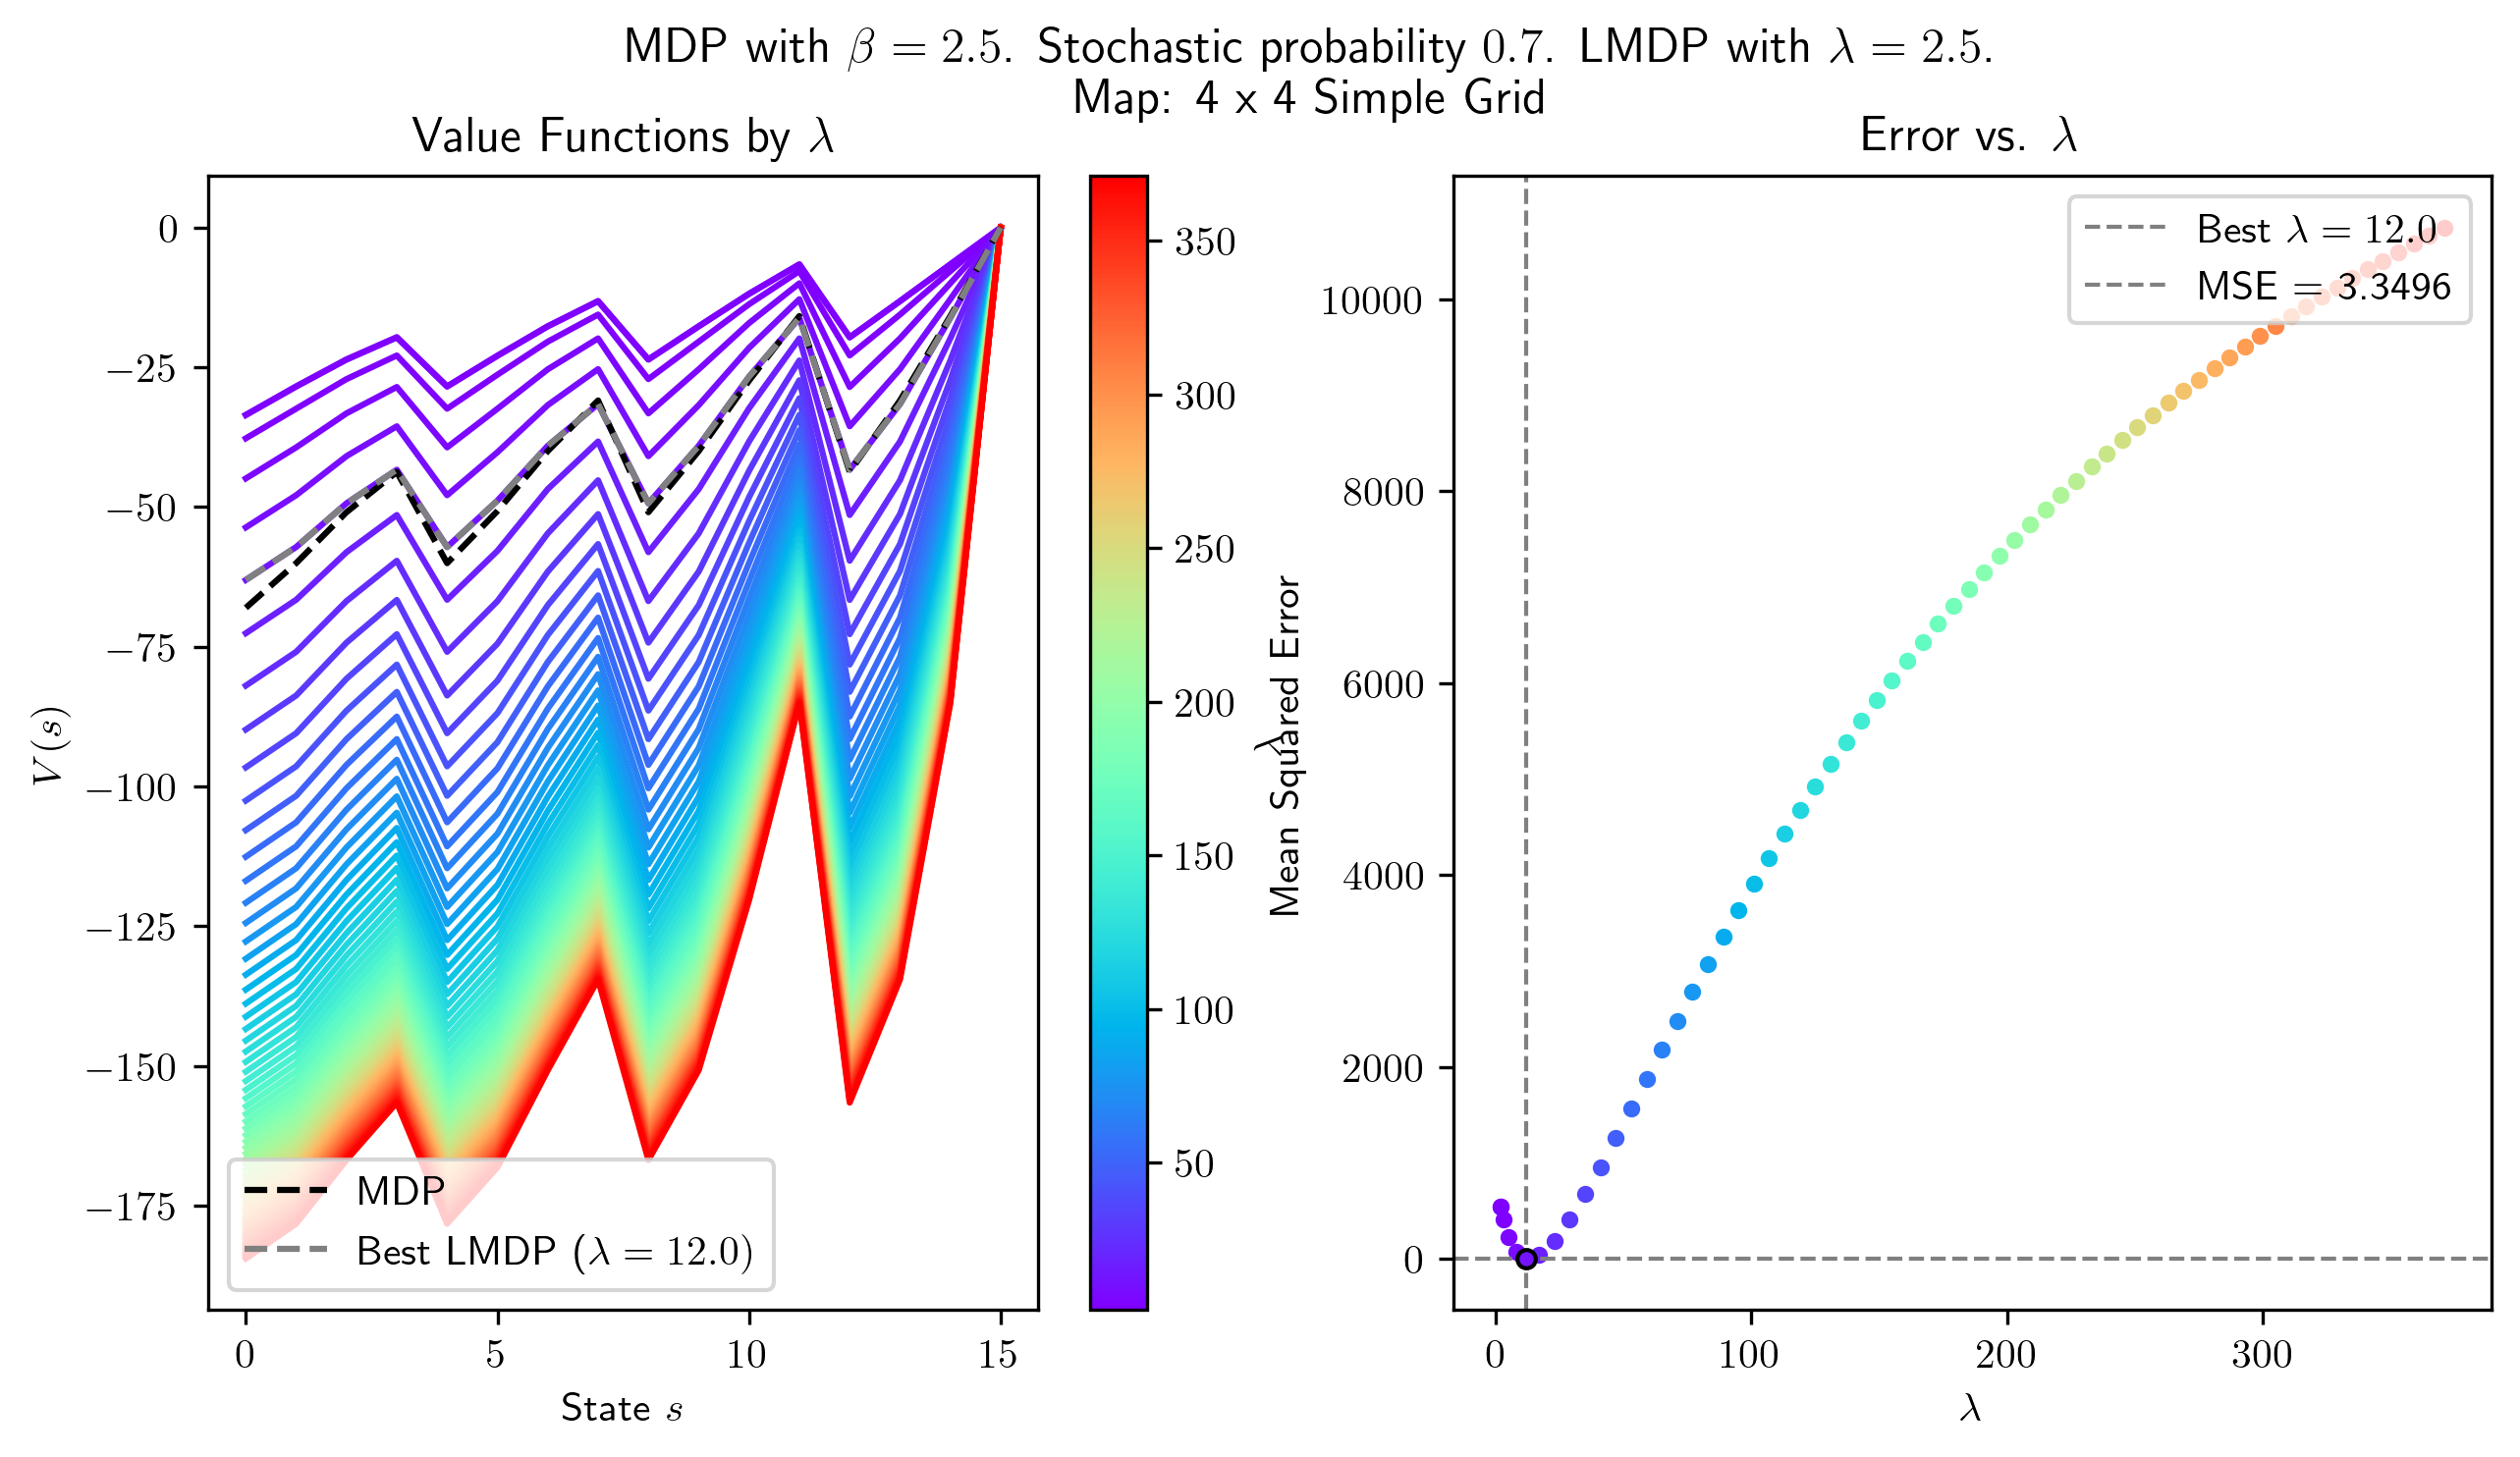 MDP with β = 2.5. Stochastic probability 0.7. LMDP with λ = 2.5.
Map: 4 x 4 Simple Grid
Value Functions by λ
0
−25
−50
−75
−100
−125
−150
−175
V(s)
0
5
10
15
State s
MDP
Best LMDP (λ = 12.0)
350
300
250
200
150
100
50
λ
Error vs. λ
Mean Squared Error
10000
8000
6000
4000
2000
0
0
100
200
300
λ
Best λ = 12.0
MSE = 3.3496